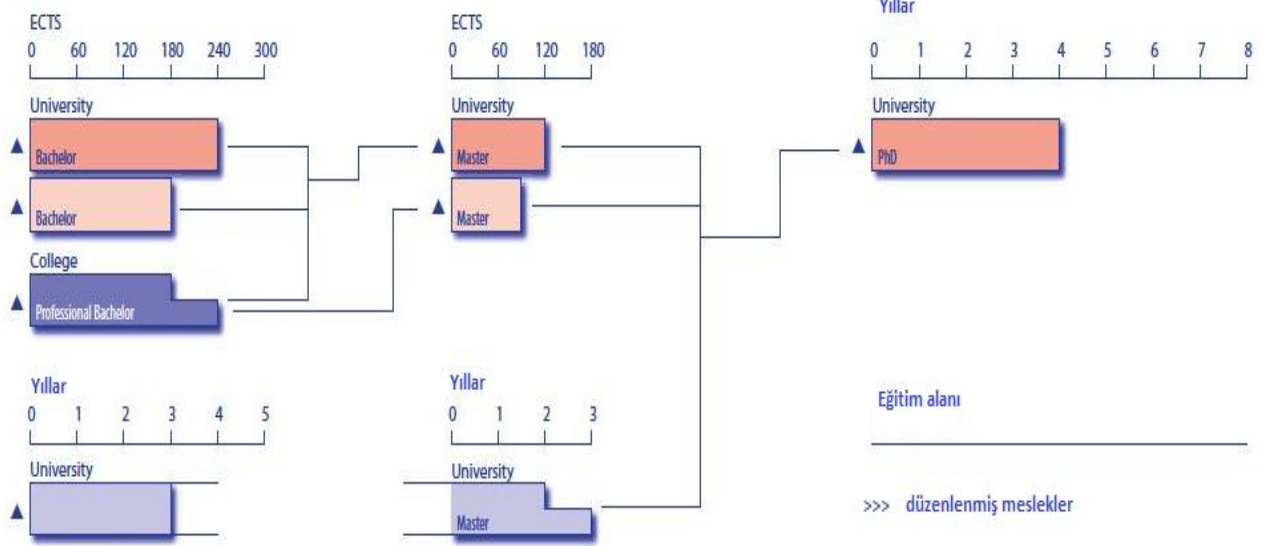 Yıllar
ECTS
0 60 120 180 240 300
ECTS
0 60 120 180
0 1 2 3 4 5 6 7 8
University
Bachelor
Bachelor
University
Master
Master
University
PhD
College
Professional Bachelor
Yıllar
0 1 2 3 4 5
University
Yıllar
0 1 2 3
University
Master
Eğitim alanı
>>> düzenlenmiş meslekler